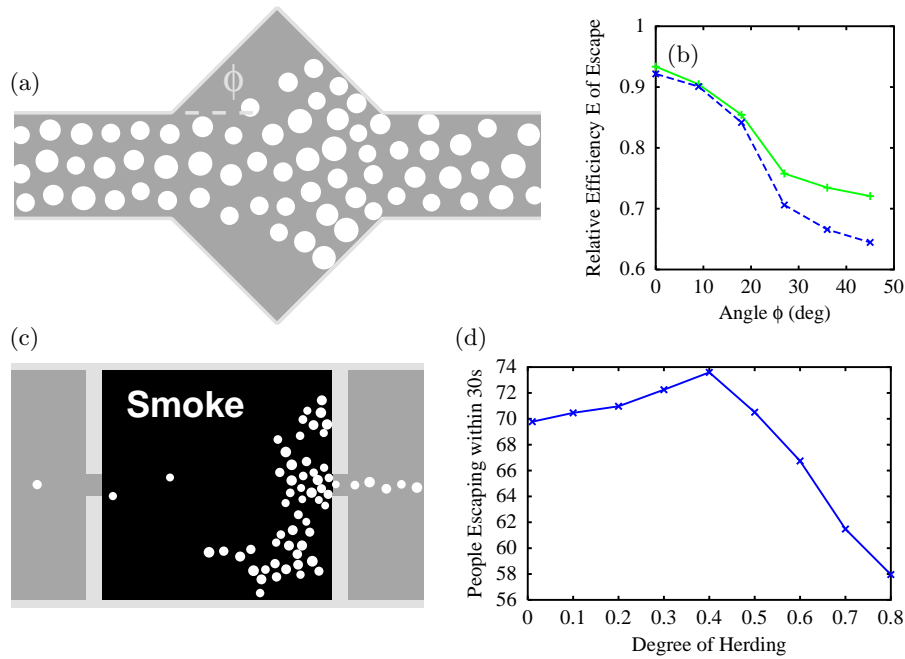 (a)
ϕ
(b)
Relative Efficiency E of Escape
1
0.9
0.8
0.7
0.6
0 10 20 30 40 50
Angle ϕ (deg)
(c)
Smoke
(d)
People Escaping within 30s
74
72
70
68
66
64
62
60
58
56
0 0.1 0.2 0.3 0.4 0.5 0.6 0.7 0.8
Degree of Herding